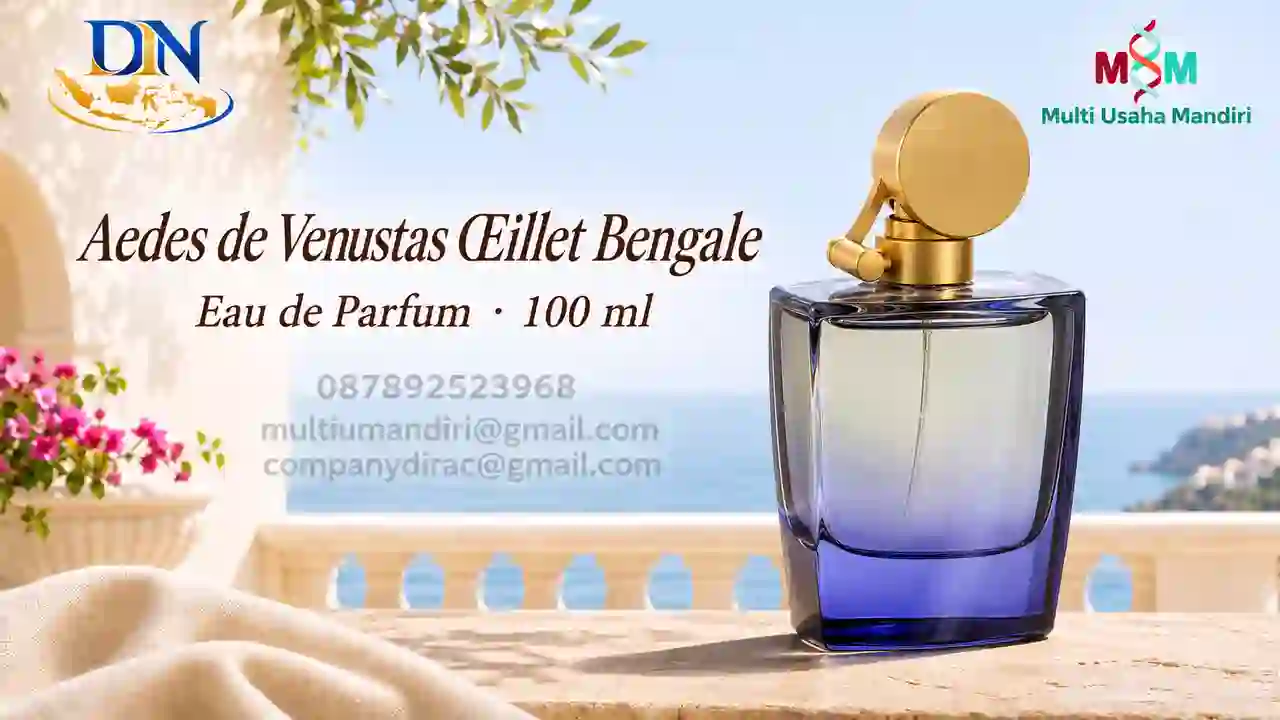 DN
MSM
Multi Usaha Mandiri
Aedes de Venustas Œillet Bengale
Eau de Parfum · 100 ml
087892523968
multiumandiri@gmail.com
companydirac@gmail.com